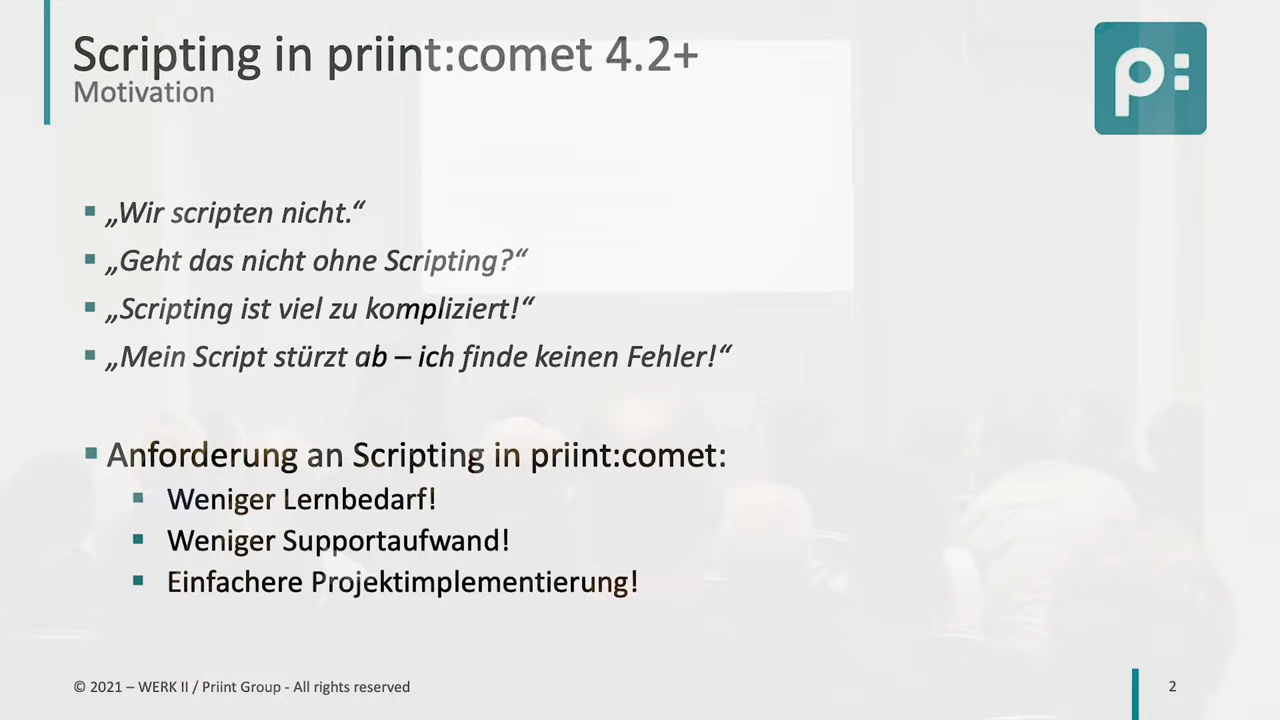 Scripting in priint:comet 4.2+
Motivation
p:
„Wir scripten nicht.“
„Geht das nicht ohne Scripting?“
„Scripting ist viel zu kompliziert!“
„Mein Script stürzt ab – ich finde keinen Fehler!“
Anforderung an Scripting in priint:comet:
Weniger Lernbedarf!
Weniger Supportaufwand!
Einfachere Projektimplementierung!
© 2021 – WERK II / Priint Group - All rights reserved
2